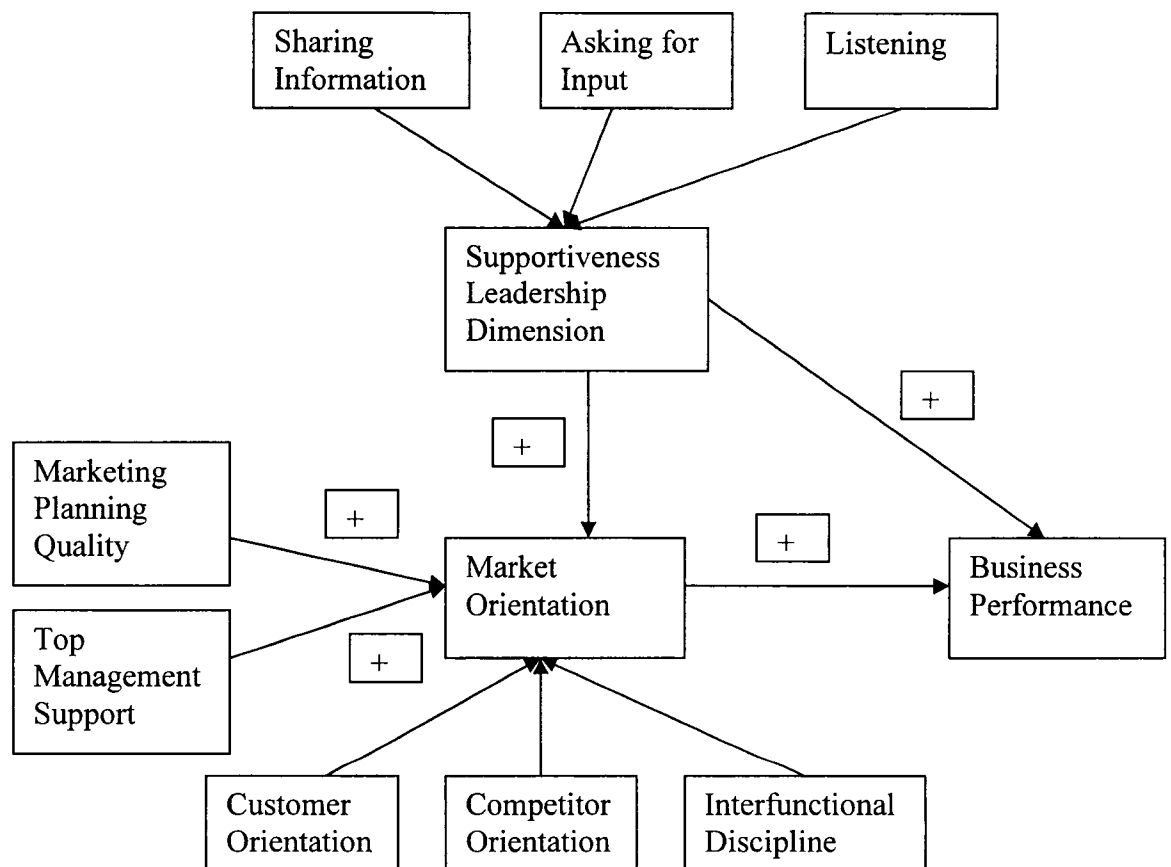 Sharing
Information
Asking for
Input
Listening
Supportiveness
Leadership
Dimension
+
+
Marketing
Planning
Quality
+
+
Market
Orientation
Business
Performance
Top
Management
Support
+
Customer
Orientation
Competitor
Orientation
Interfunctional
Discipline